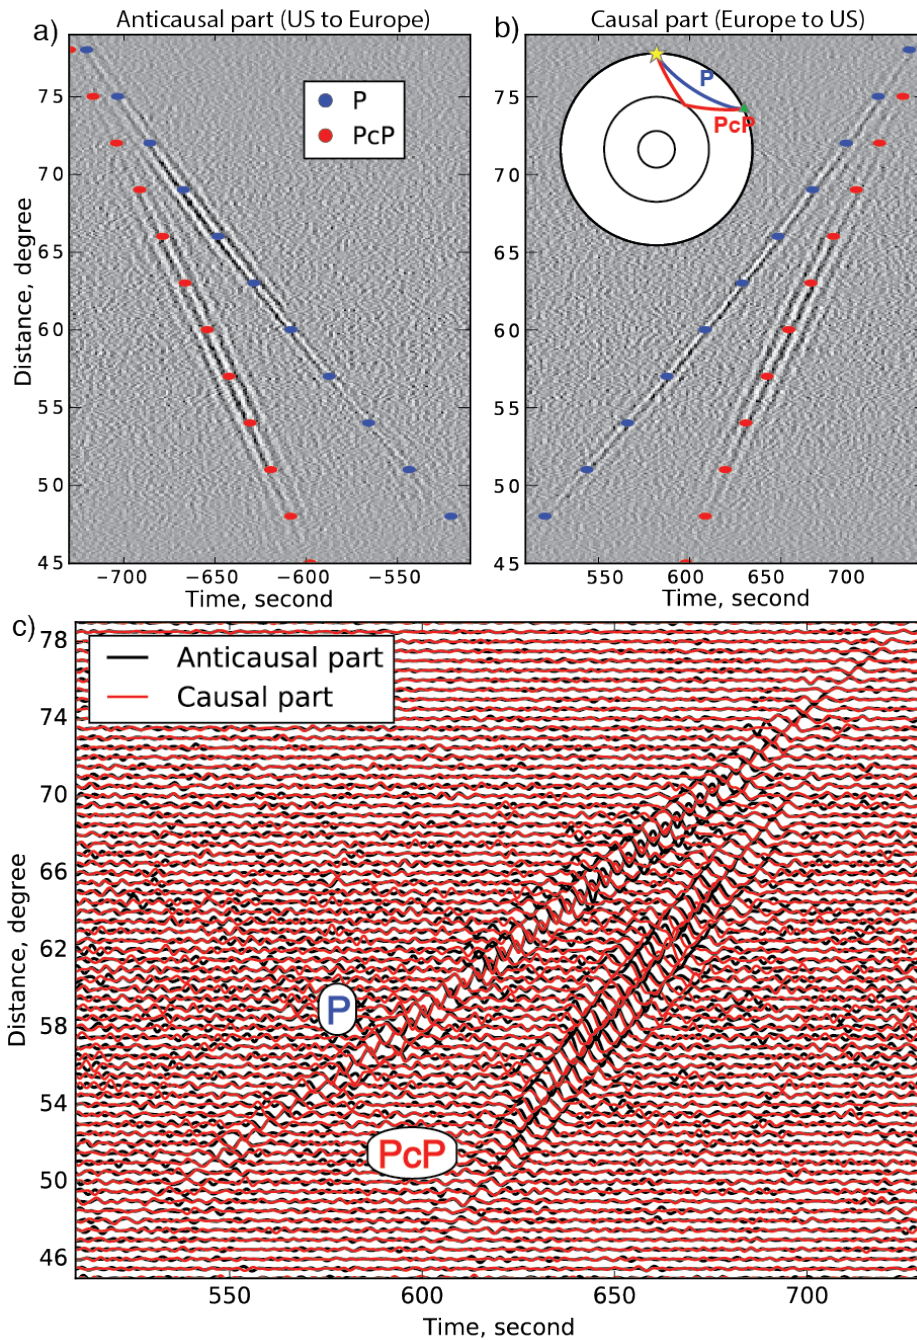 Anticausal part (US to Europe)
a)
P
PcP
75
70
65
60
55
50
45
Distance, degree
−700 −650 −600 −550
Time, second
Causal part (Europe to US)
b)
P
PcP
75
70
65
60
55
50
45
550 600 650 700
Time, second
c)
Anticausal part
Causal part
78
74
70
66
62
58
54
50
46
Distance, degree
P
PcP
550 600 650 700
Time, second